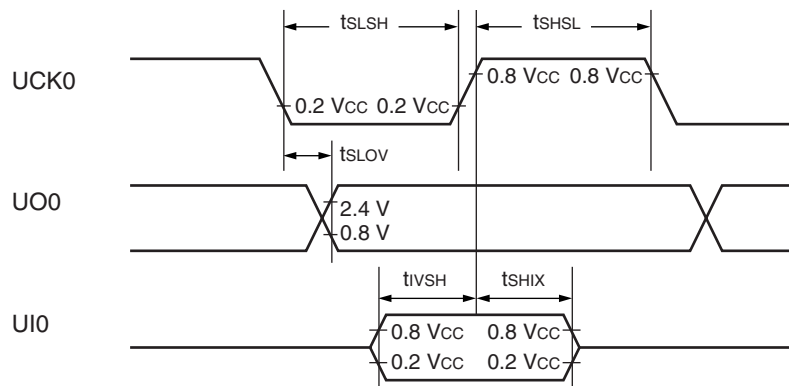 tSLSH tSHSL
UCK0
0.8 VCC 0.8 VCC
0.2 VCC 0.2 VCC
tSLOV
UO0
2.4 V
0.8 V
tIVSH tSHIX
UI0
0.8 VCC 0.8 VCC
0.2 VCC 0.2 VCC